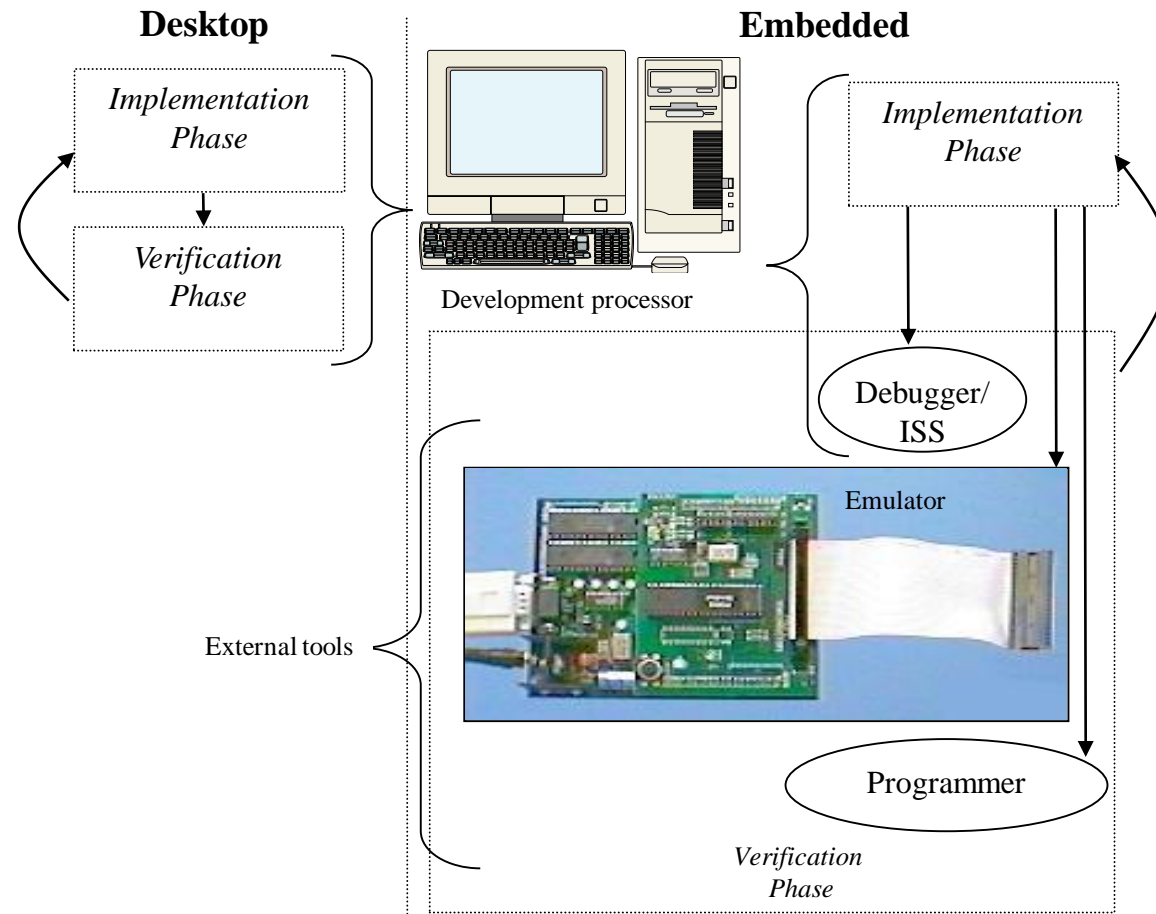 Desktop
Embedded
Implementation
Phase
Verification
Phase
Development processor
Implementation
Phase
Debugger/
ISS
Emulator
External tools
Programmer
Verification
Phase